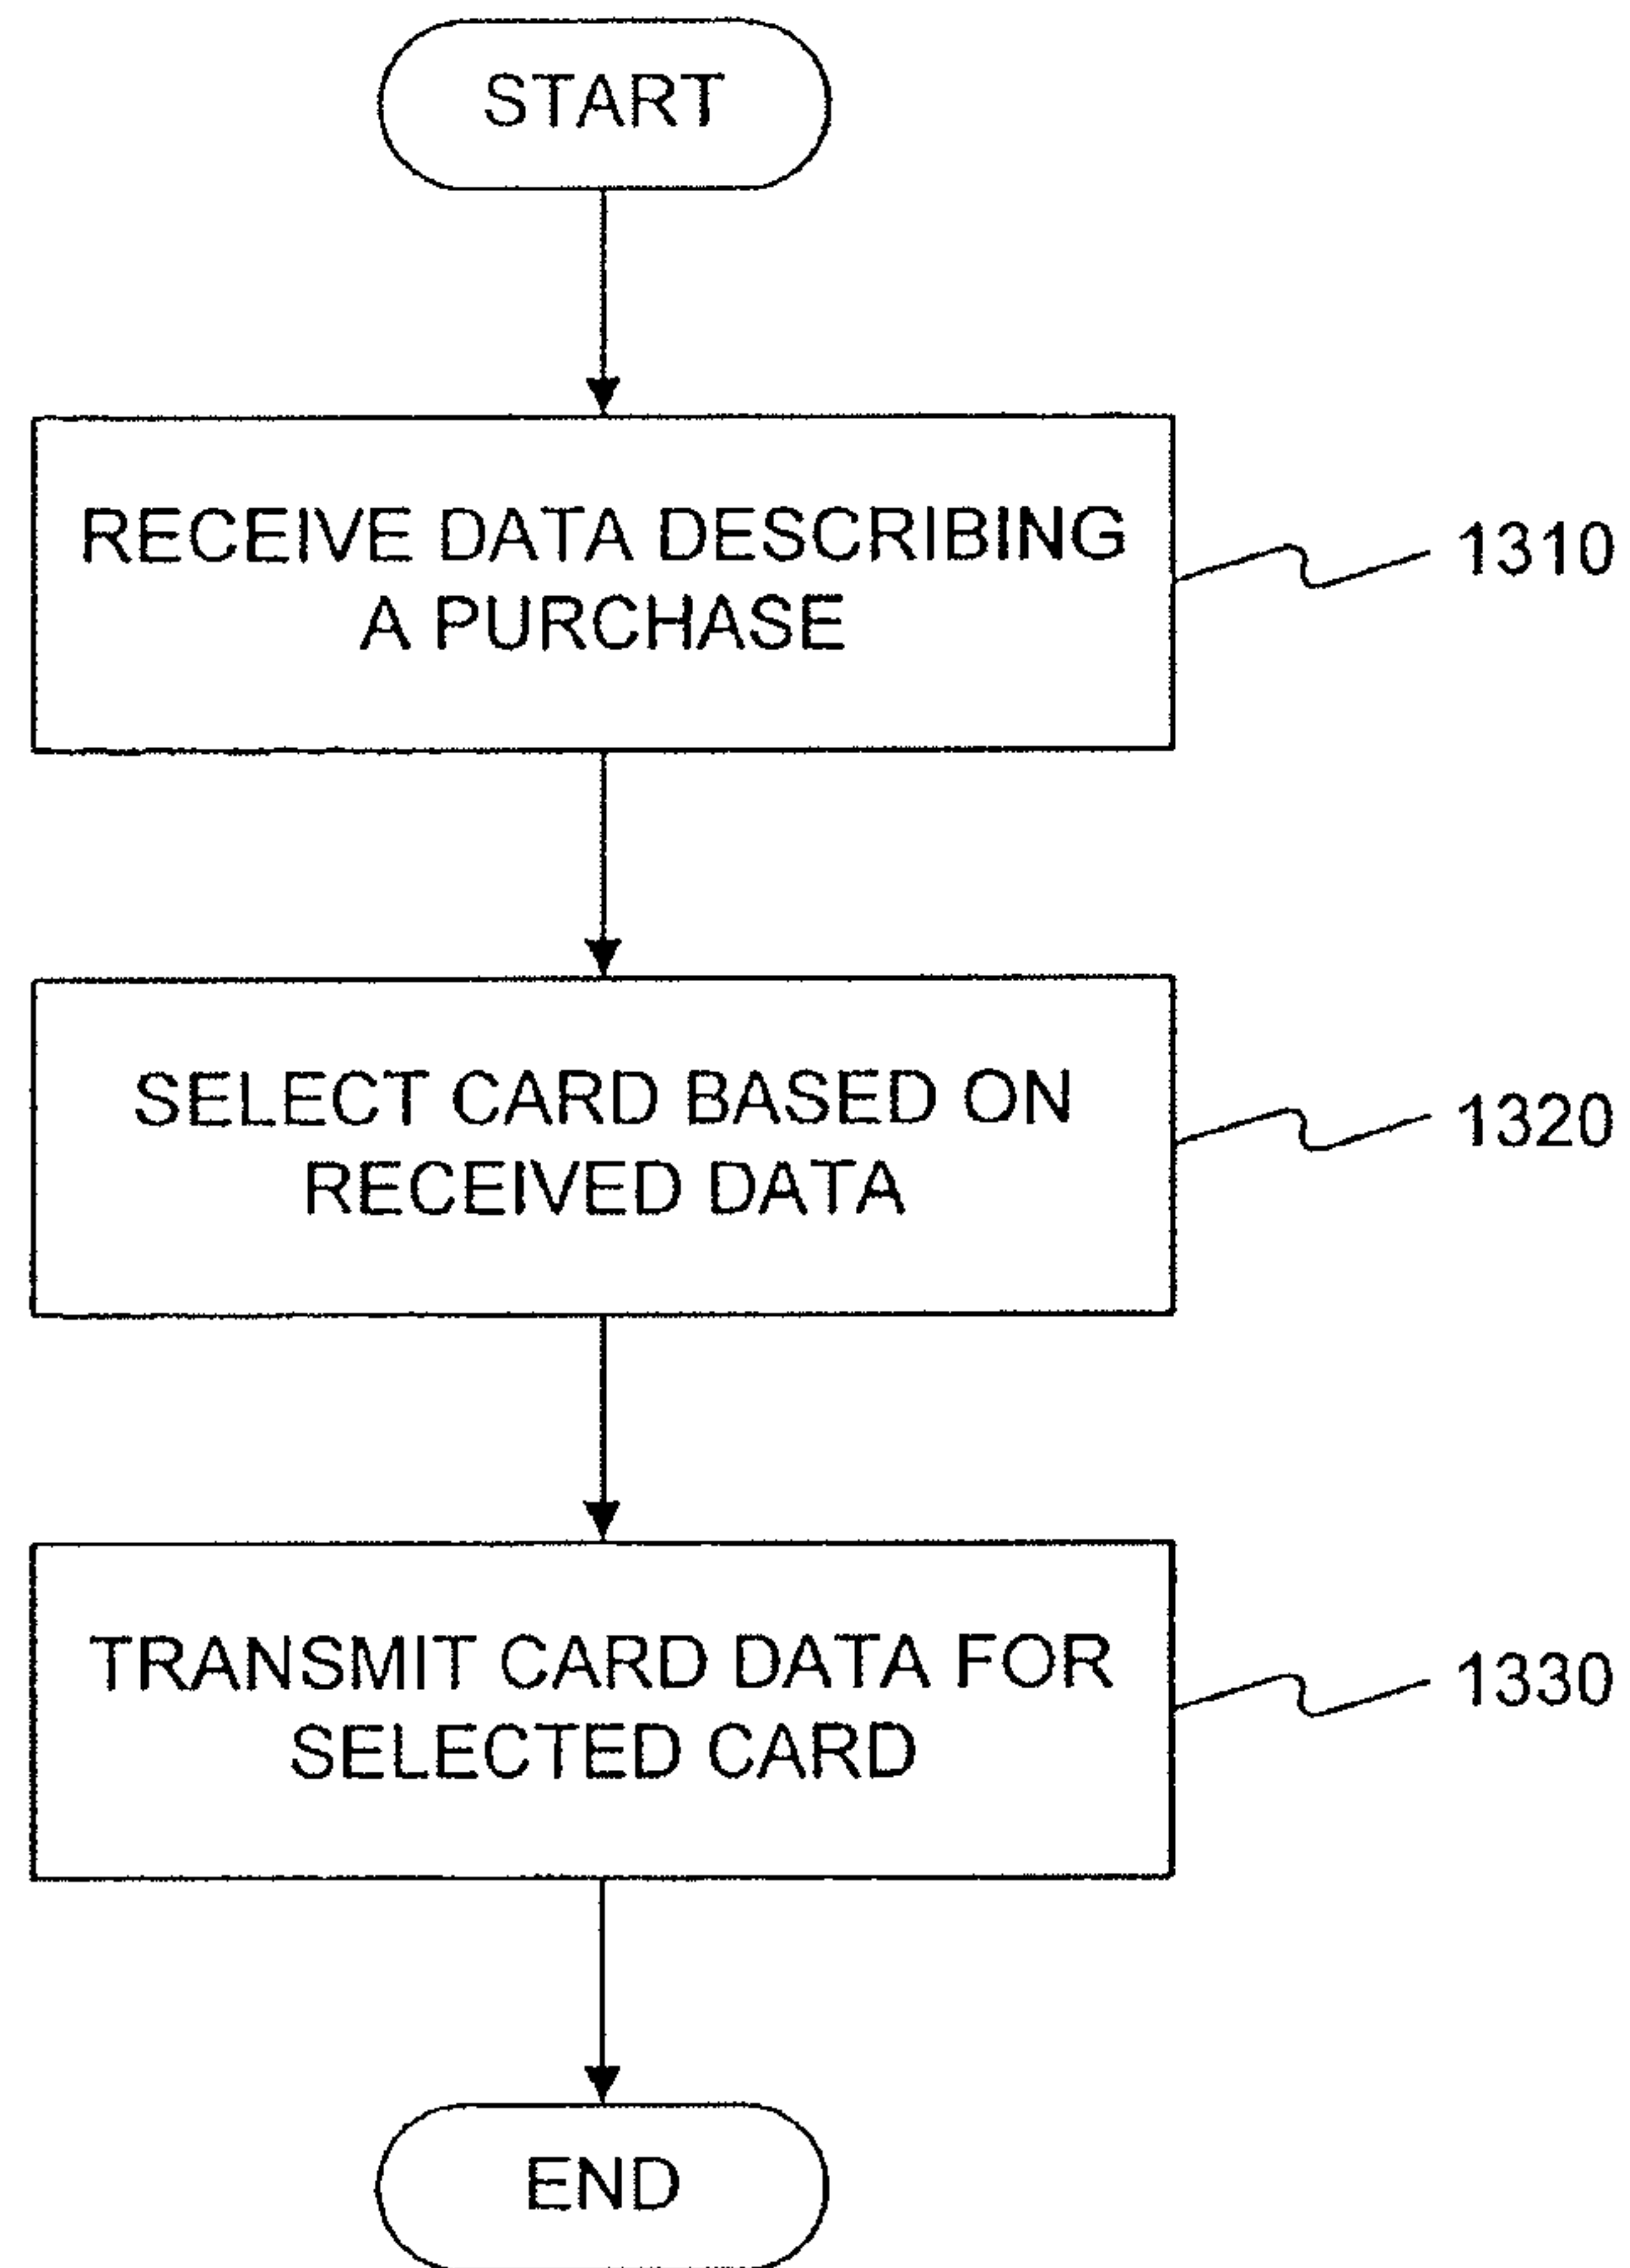 START
RECEIVE DATA DESCRIBING
A PURCHASE
1310
SELECT CARD BASED ON
RECEIVED DATA
1320
TRANSMIT CARD DATA FOR
SELECTED CARD
1330
END